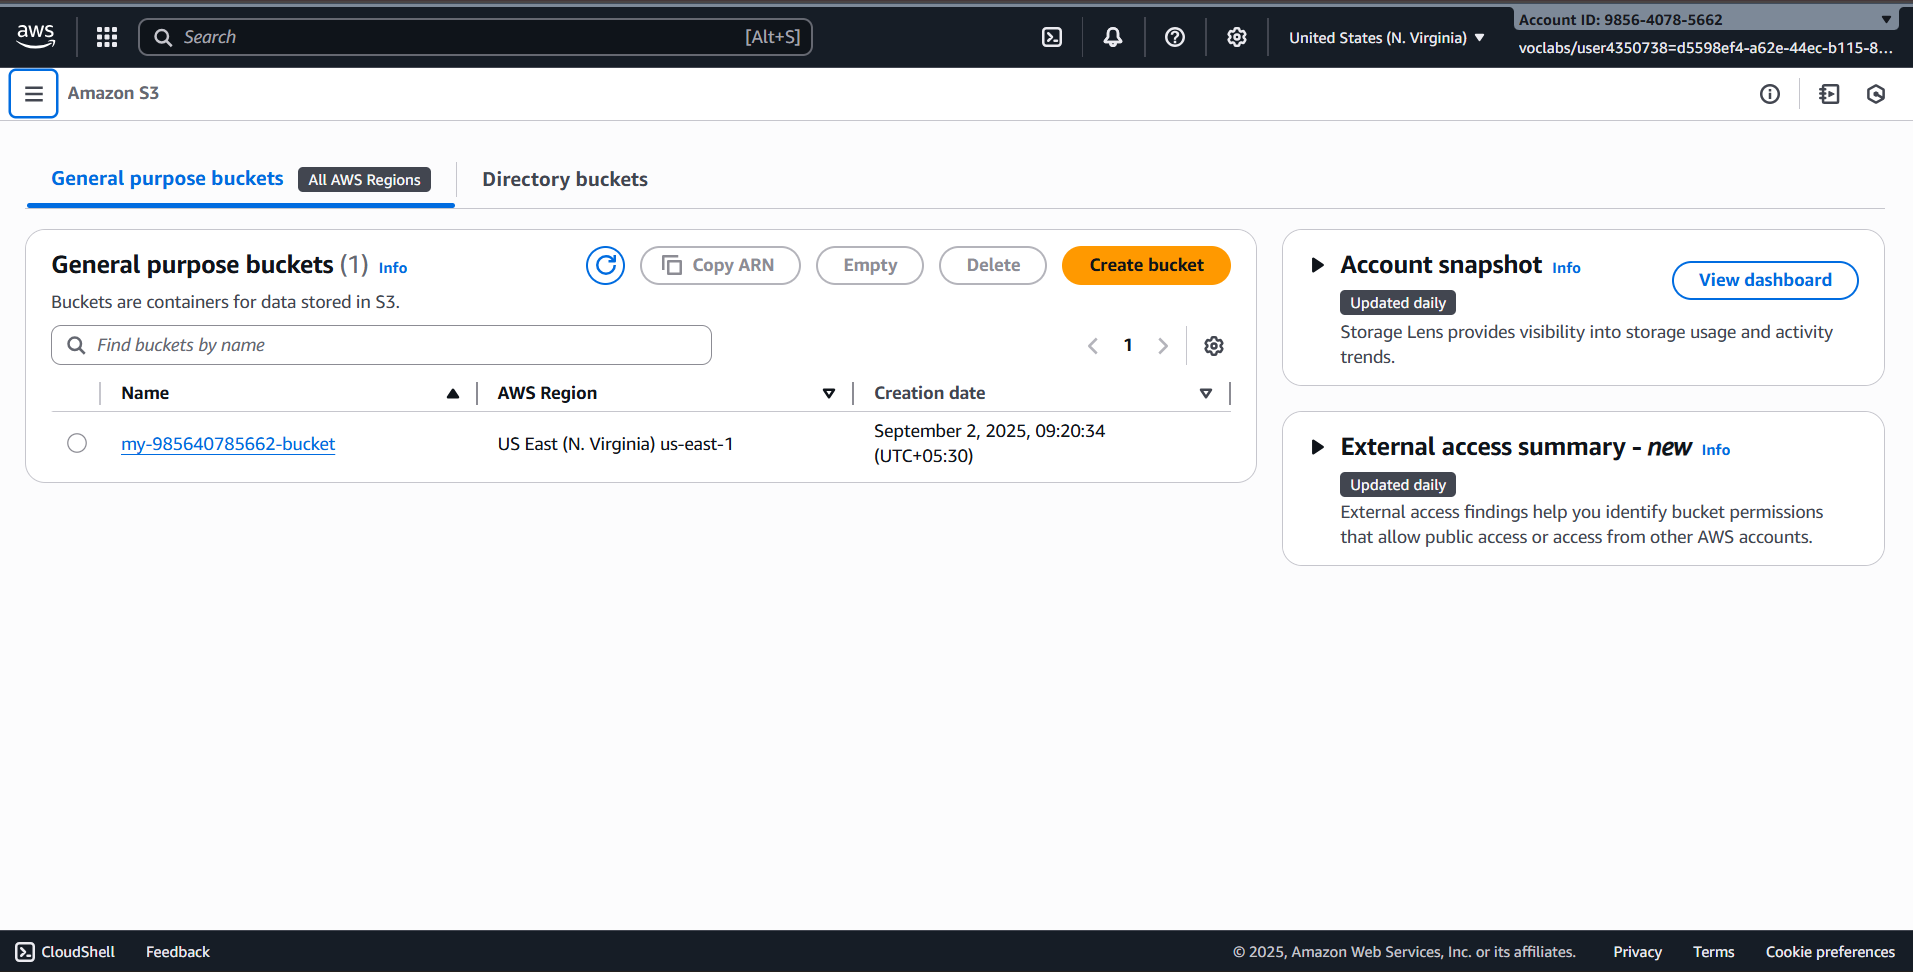 aws
Search [Alt+S]
United States (N. Virginia)
Account ID: 9856-4078-5662
voclabs/user4350738=d5598ef4-a62e-44ec-b115-8...
Amazon S3
General purpose buckets All AWS Regions
Directory buckets
General purpose buckets (1) Info
Copy ARN
Empty
Delete
Create bucket
Buckets are containers for data stored in S3.
Find buckets by name
1
Name AWS Region Creation date
my-985640785662-bucket US East (N. Virginia) us-east-1 September 2, 2025, 09:20:34
(UTC+05:30)
Account snapshot Info
View dashboard
Updated daily
Storage Lens provides visibility into storage usage and activity
trends.
External access summary - new Info
Updated daily
External access findings help you identify bucket permissions
that allow public access or access from other AWS accounts.
CloudShell Feedback © 2025, Amazon Web Services, Inc. or its affiliates. Privacy Terms Cookie preferences